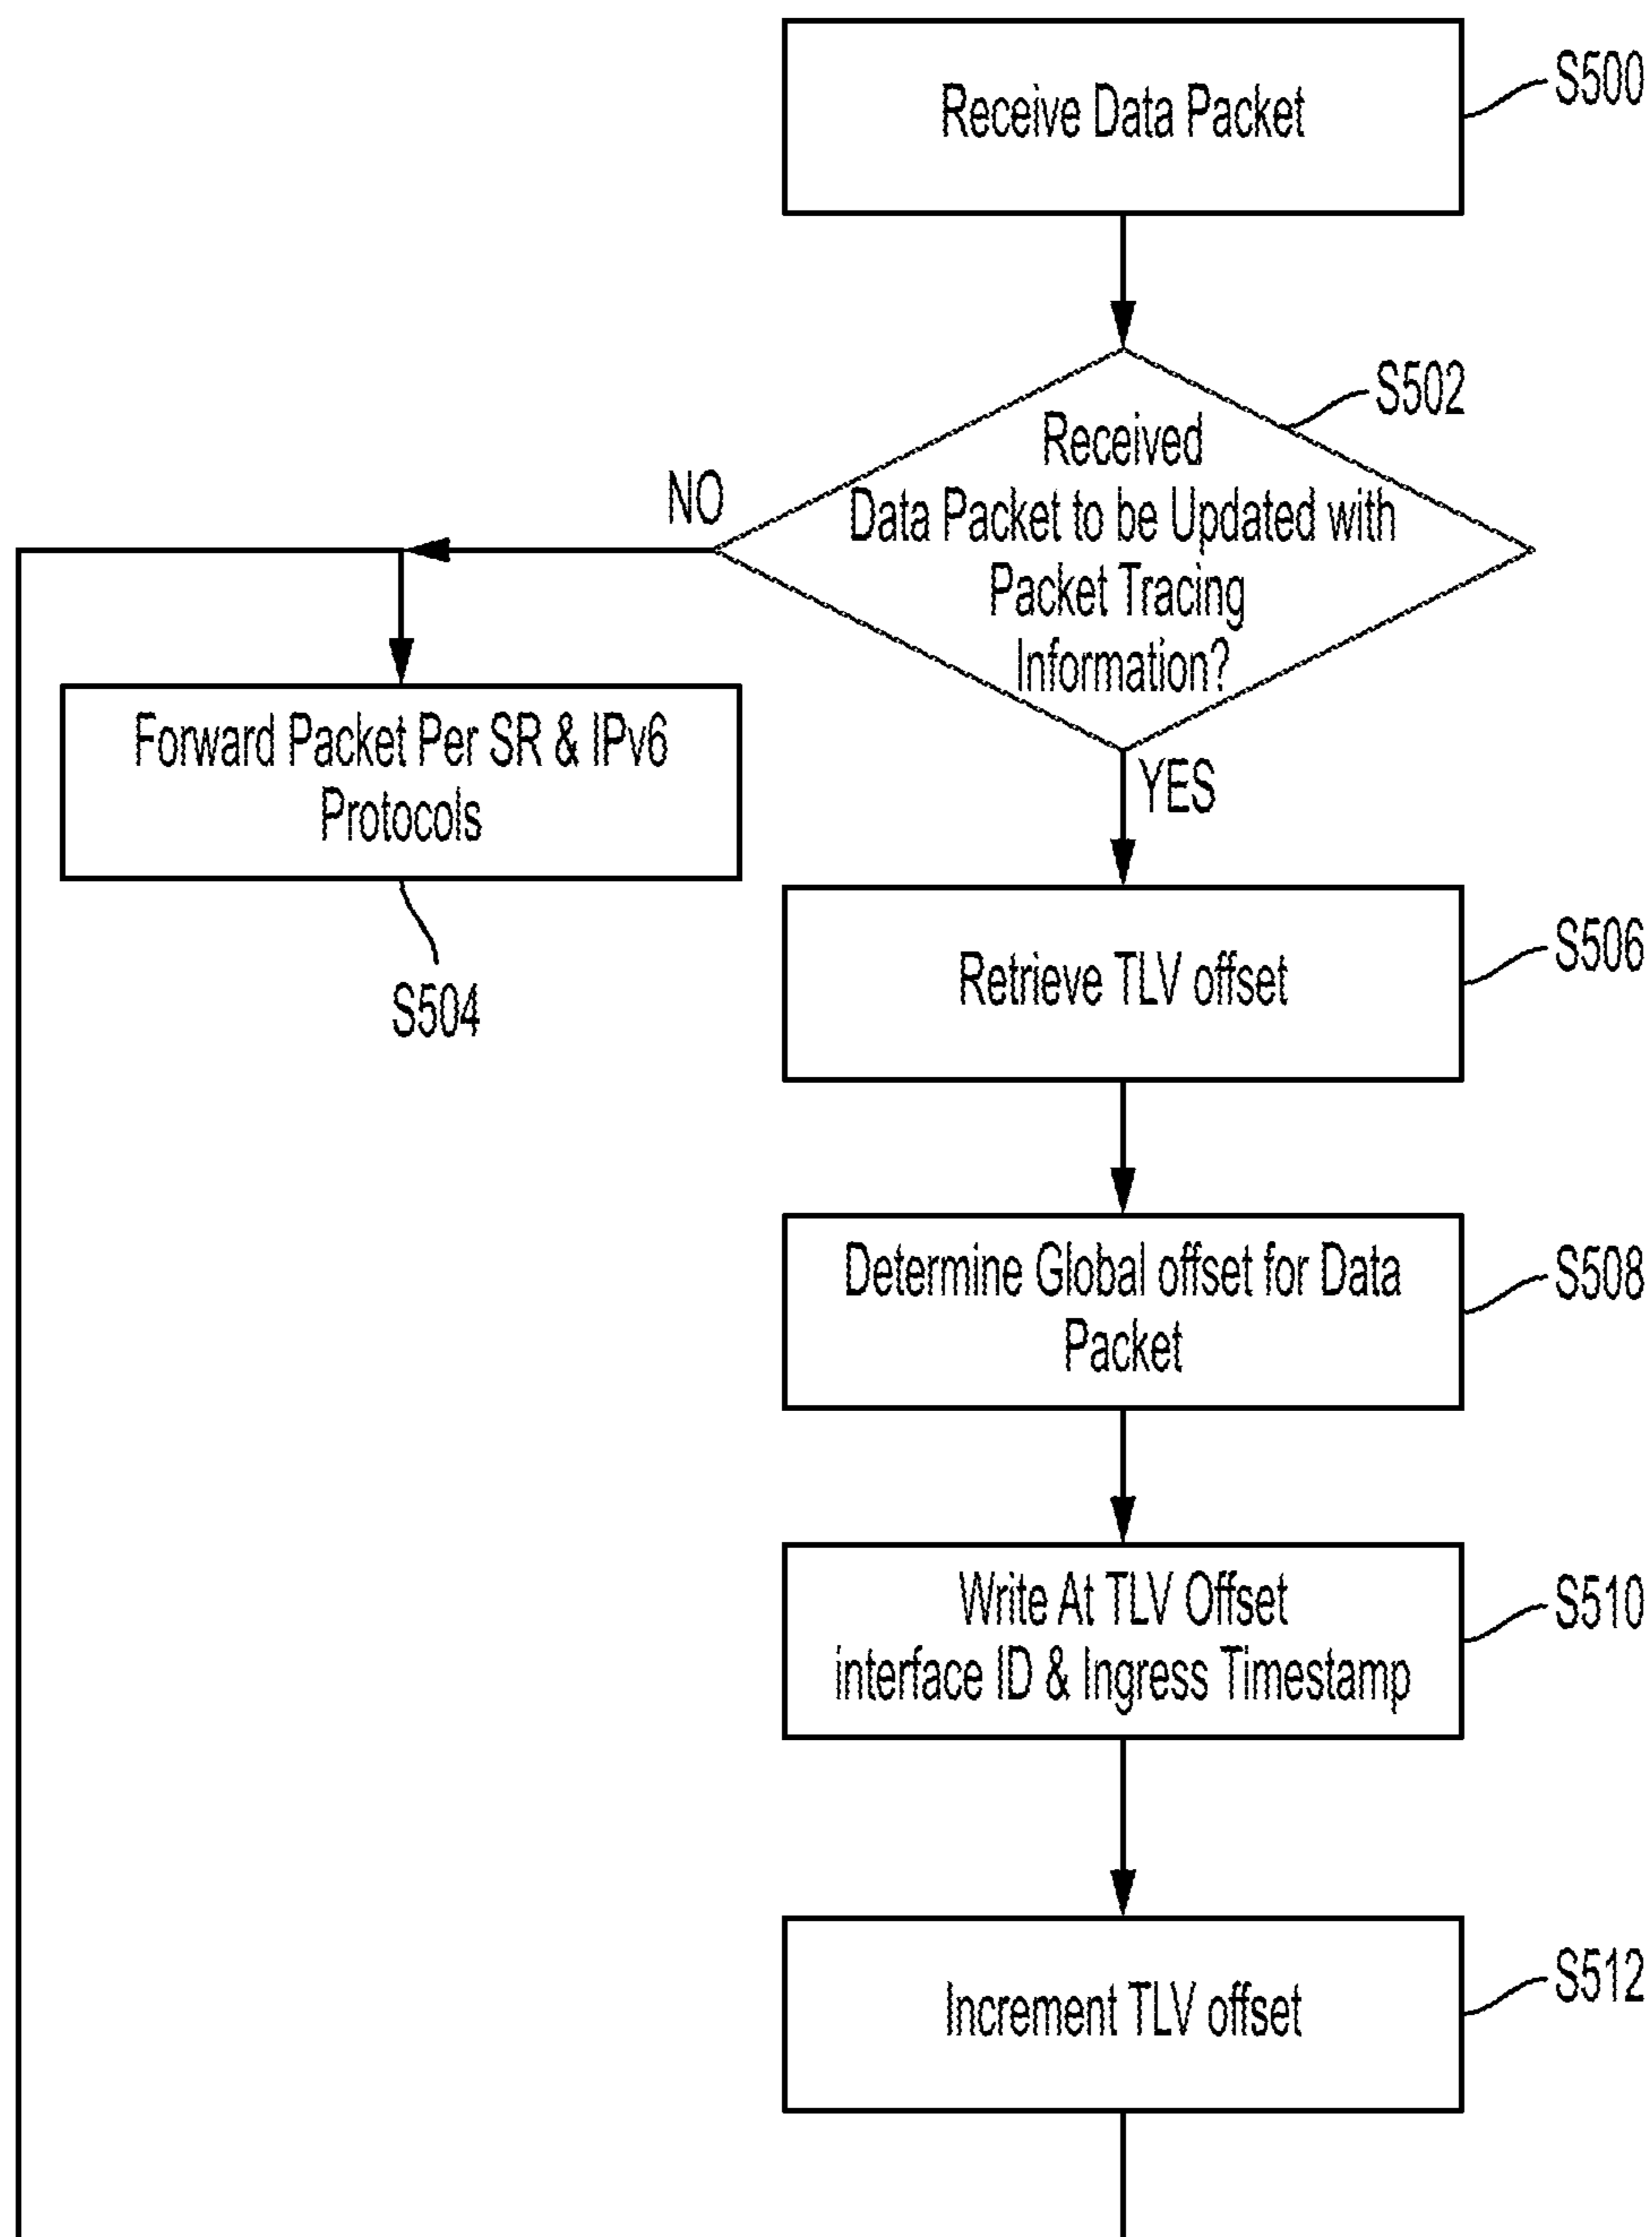 Receive Data Packet
S500
S502
Received
Data Packet to be Updated with
Packet Tracing
Information?
NO
YES
Forward Packet Per SR & IPv6
Protocols
S504
Retrieve TLV offset
S506
Determine Global offset for Data
Packet
S508
Write At TLV Offset
interface ID & Ingress Timestamp
S510
Increment TLV offset
S512